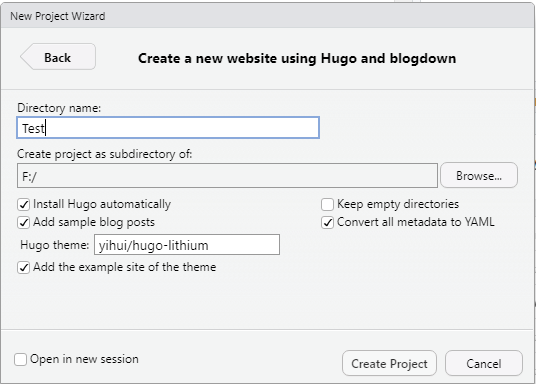 New Project Wizard
Back
Create a new website using Hugo and blogdown
Directory name:
Test
Create project as subdirectory of:
F:/
Browse...
Install Hugo automatically
Keep empty directories
Add sample blog posts
Convert all metadata to YAML
Hugo theme: yihui/hugo-lithium
Add the example site of the theme
Open in new session
Create Project
Cancel